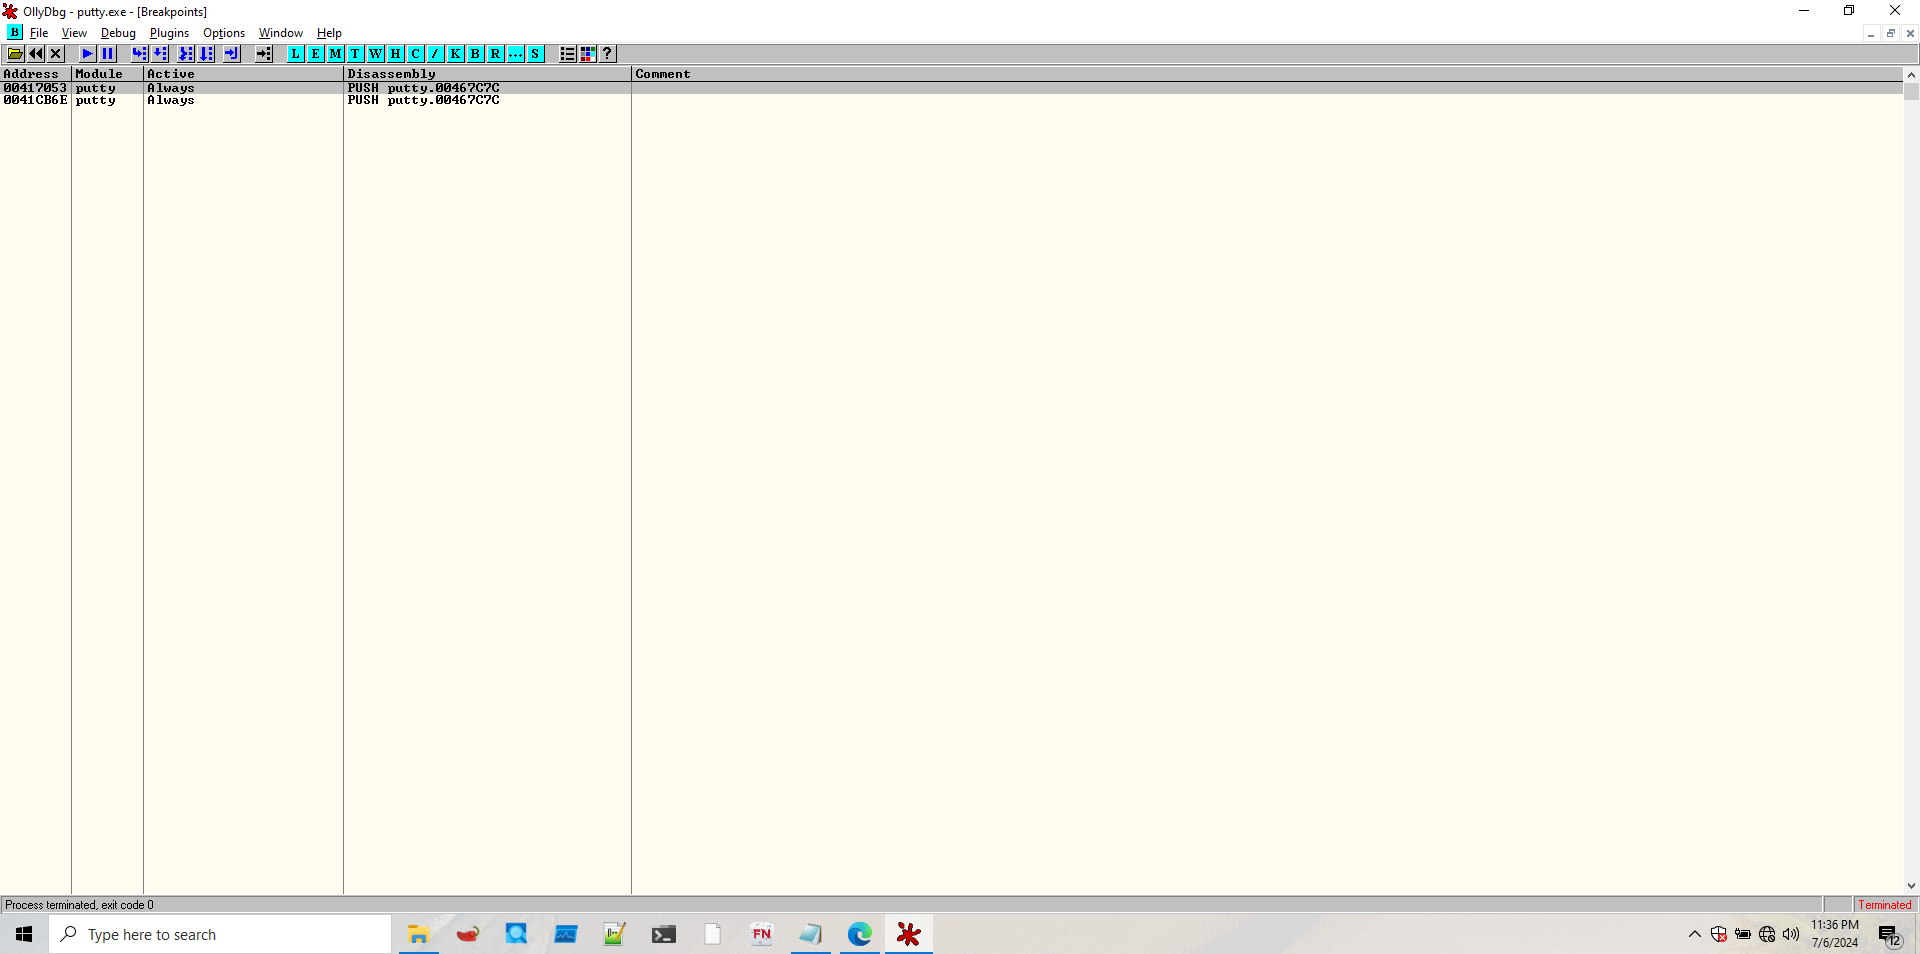 OllyDbg - putty.exe - [Breakpoints]
B File View Debug Plugins Options Window Help
L E M T W H C / K B R ... S ?
Address Module Active Disassembly Comment
00417053 putty Always PUSH putty.00467C7C
0041CB6E putty Always PUSH putty.00467C7C
Process terminated, exit code 0 Terminated
Type here to search
FN
11:36 PM
7/6/2024
12